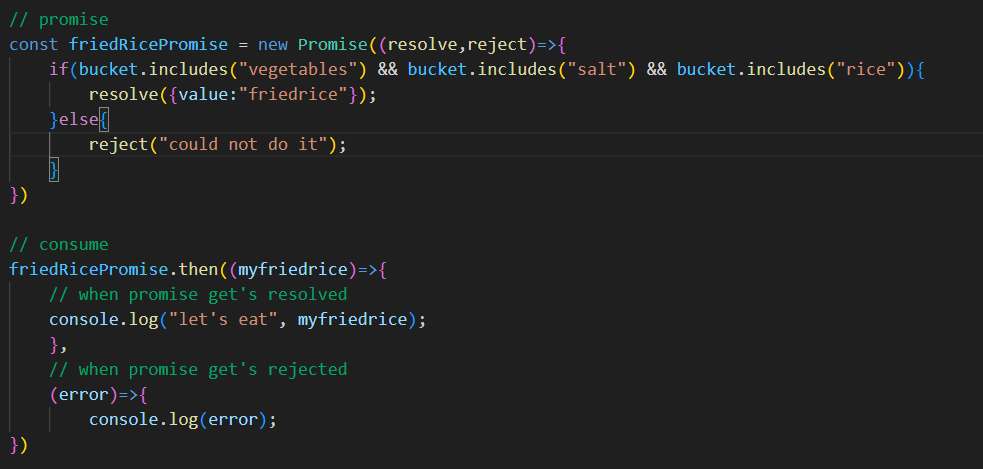 // promise
const friedRicePromise = new Promise((resolve,reject)=>{
    if(bucket.includes("vegetables") && bucket.includes("salt") && bucket.includes("rice")){
        resolve({value:"friedrice"});
    }else{
        reject("could not do it");
    }
})

// consume
friedRicePromise.then((myfriedrice)=>{
    // when promise get's resolved
    console.log("let's eat", myfriedrice);
    },
    // when promise get's rejected
    (error)=>{
        console.log(error);
})